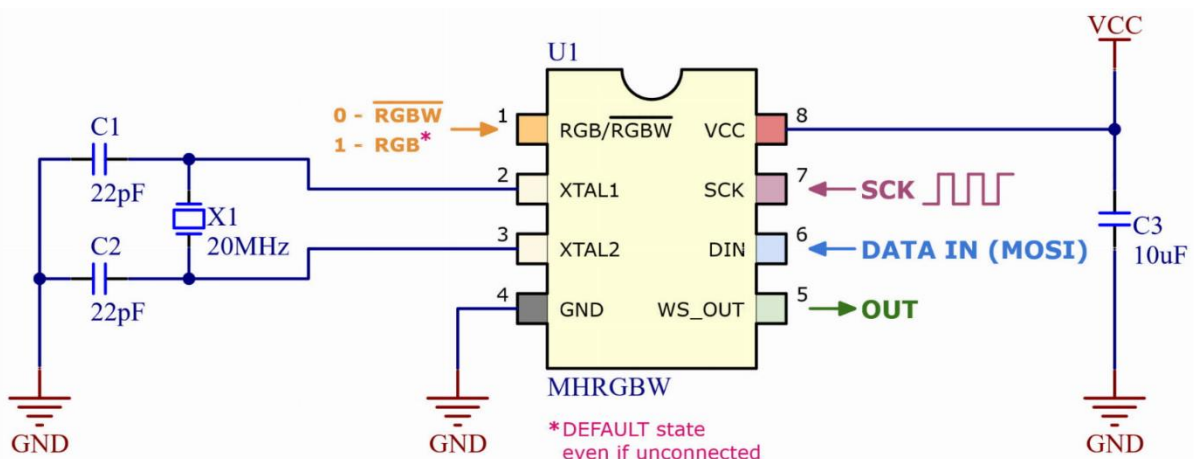 VCC
U1
0 - RGBW
1 - RGB*
C1
22pF
X1
20MHz
C2
22pF
1
RGB/RGBW
VCC
8
2
XTAL1
SCK
7
SCK
3
XTAL2
DIN
6
DATA IN (MOSI)
4
GND
WS_OUT
5
OUT
C3
10uF
MHRGBW
GND
GND
*DEFAULT state
even if unconnected
GND